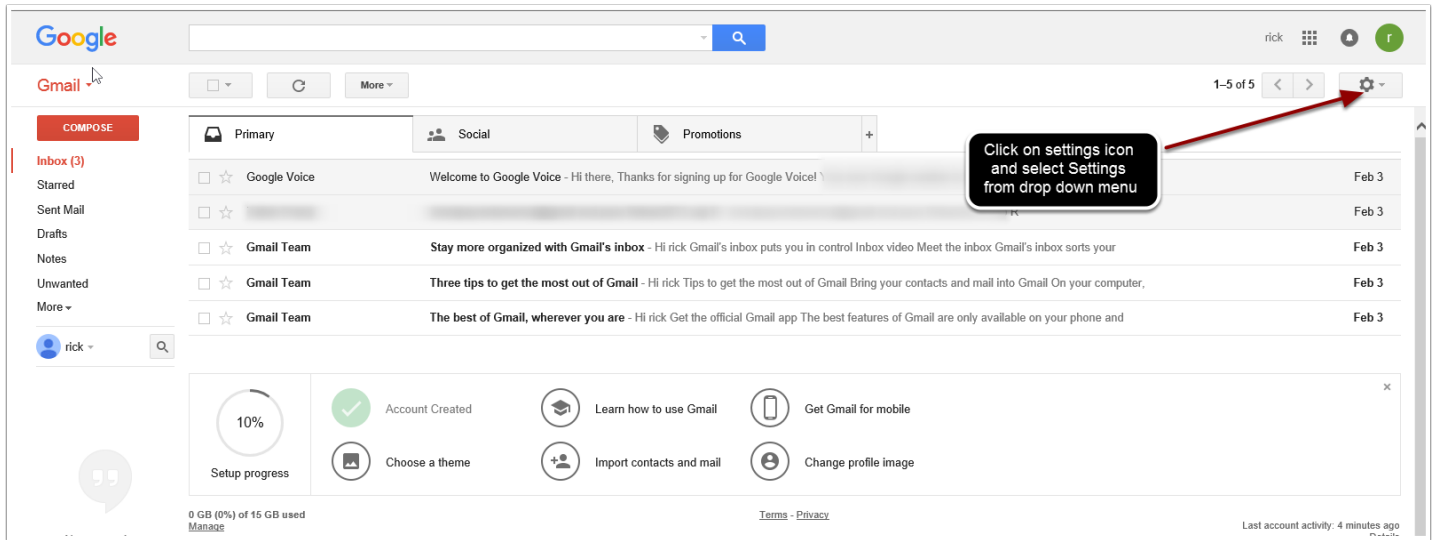 Google
rick
r
Gmail
More
1–5 of 5
COMPOSE
Primary
Social
Promotions
+
Click on settings icon
and select Settings
from drop down menu
Inbox (3)
Starred
Sent Mail
Drafts
Notes
Unwanted
More
rick
Google Voice Welcome to Google Voice - Hi there, Thanks for signing up for Google Voice! Feb 3
R Feb 3
Gmail Team Stay more organized with Gmail's inbox - Hi rick Gmail's inbox puts you in control Inbox video Meet the inbox Gmail's inbox sorts your Feb 3
Gmail Team Three tips to get the most out of Gmail - Hi rick Tips to get the most out of Gmail Bring your contacts and mail into Gmail On your computer, Feb 3
Gmail Team The best of Gmail, wherever you are - Hi rick Get the official Gmail app The best features of Gmail are only available on your phone and Feb 3
10%
Setup progress
Account Created
Learn how to use Gmail
Get Gmail for mobile
Choose a theme
Import contacts and mail
Change profile image
0 GB (0%) of 15 GB used
Manage
Terms - Privacy
Last account activity: 4 minutes ago
Details